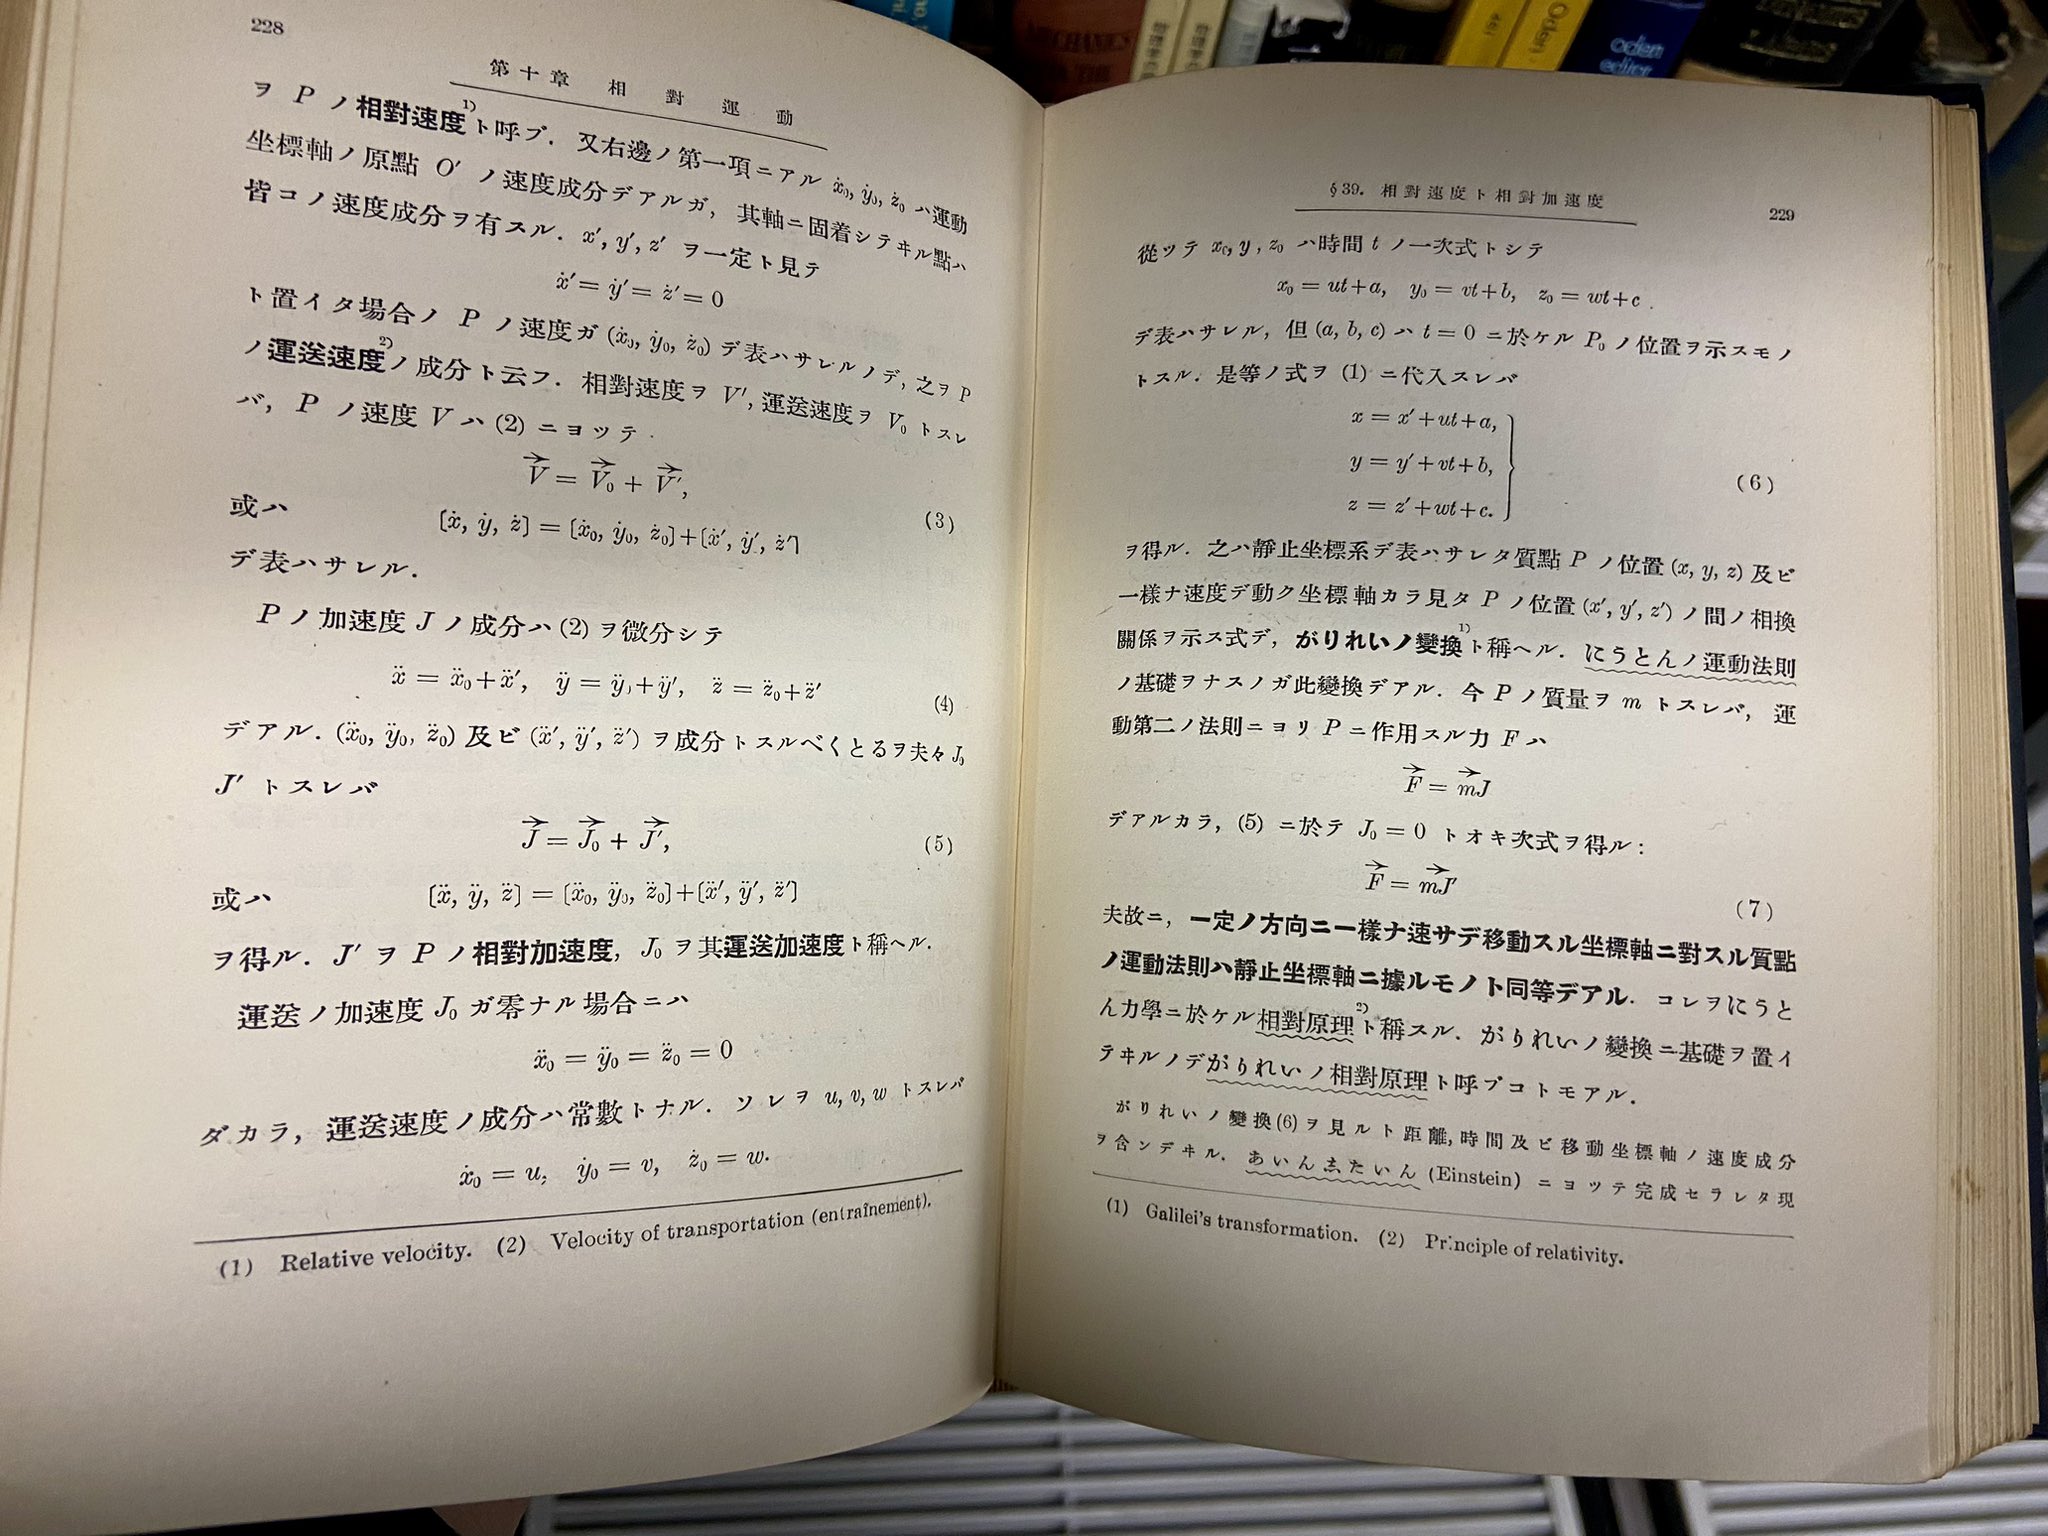 228
第十章 相對運動
ヲ P ノ相對速度¹⁾ト呼ブ．又右邊ノ第一項ニアル ẋ₀, ẏ₀, ż₀ ハ運動
坐標軸ノ原點 O′ ノ速度成分デアルガ，其軸ニ固着シテヰル點ハ
皆コノ速度成分ヲ有スル．x′, y′, z′ ヲ一定ト見テ
ẋ′ = ẏ′ = ż′ = 0
ト置イタ場合ノ P ノ速度ガ (ẋ₀, ẏ₀, ż₀) デ表ハサレルノデ，之ヲ P
ノ運送速度²⁾ノ成分ト云フ．相對速度ヲ V′, 運送速度ヲ V₀ トスレ
バ，P ノ速度 V ハ (2) ニヨツテ
V⃗ = V⃗₀ + V⃗′,
或ハ [ẋ, ẏ, ż] = [ẋ₀, ẏ₀, ż₀]+[ẋ′, ẏ′, ż′] (3)
デ表ハサレル．
P ノ加速度 J ノ成分ハ (2) ヲ微分シテ
ẍ = ẍ₀+ẍ′, ÿ = ÿ₀+ÿ′, z̈ = z̈₀+z̈′ (4)
デアル．(ẍ₀, ÿ₀, z̈₀) 及ビ (ẍ′, ÿ′, z̈′) ヲ成分トスルべくとるヲ夫々 J₀
J′ トスレバ
J⃗ = J⃗₀ + J⃗′, (5)
或ハ [ẍ, ÿ, z̈] = [ẍ₀, ÿ₀, z̈₀]+[ẍ′, ÿ′, z̈′]
ヲ得ル．J′ ヲ P ノ相對加速度，J₀ ヲ其運送加速度ト稱ヘル．
運送ノ加速度 J₀ ガ零ナル場合ニハ
ẍ₀ = ÿ₀ = z̈₀ = 0
ダカラ，運送速度ノ成分ハ常數トナル．ソレヲ u, v, w トスレバ
ẋ₀ = u, ẏ₀ = v, ż₀ = w.
(1) Relative velocity. (2) Velocity of transportation (entraînement).
§39. 相對速度ト相對加速度
229
從ツテ x₀, y, z₀ ハ時間 t ノ一次式トシテ
x₀ = ut+a, y₀ = vt+b, z₀ = wt+c.
デ表ハサレル，但 (a, b, c) ハ t = 0 ニ於ケル P₀ ノ位置ヲ示スモノ
トスル．是等ノ式ヲ (1) ニ代入スレバ
x = x′+ut+a,
y = y′+vt+b, (6)
z = z′+wt+c.
ヲ得ル．之ハ靜止坐標系デ表ハサレタ質點 P ノ位置 (x, y, z) 及ビ
一樣ナ速度デ動ク坐標軸カラ見タ P ノ位置 (x′, y′, z′) ノ間ノ相換
關係ヲ示ス式デ，がりれいノ變換¹⁾ト稱ヘル．にうとんノ運動法則
ノ基礎ヲナスノガ此變換デアル．今 P ノ質量ヲ m トスレバ，運
動第二ノ法則ニヨリ P ニ作用スル力 F ハ
F⃗ = mJ⃗
デアルカラ，(5) ニ於テ J₀ = 0 トオキ次式ヲ得ル：
F⃗ = mJ⃗′ (7)
夫故ニ，一定ノ方向ニ一樣ナ速サデ移動スル坐標軸ニ對スル質點
ノ運動法則ハ靜止坐標軸ニ據ルモノト同等デアル．コレヲにうと
ん力學ニ於ケル相對原理²⁾ト稱スル．がりれいノ變換ニ基礎ヲ置イ
テヰルノデがりれいノ相對原理ト呼ブコトモアル．
がりれいノ變換(6)ヲ見ルト距離，時間及ビ移動坐標軸ノ速度成分
ヲ含ンデヰル．あいんゑたいん (Einstein) ニヨツテ完成セラレタ現
(1) Galilei's transformation. (2) Principle of relativity.